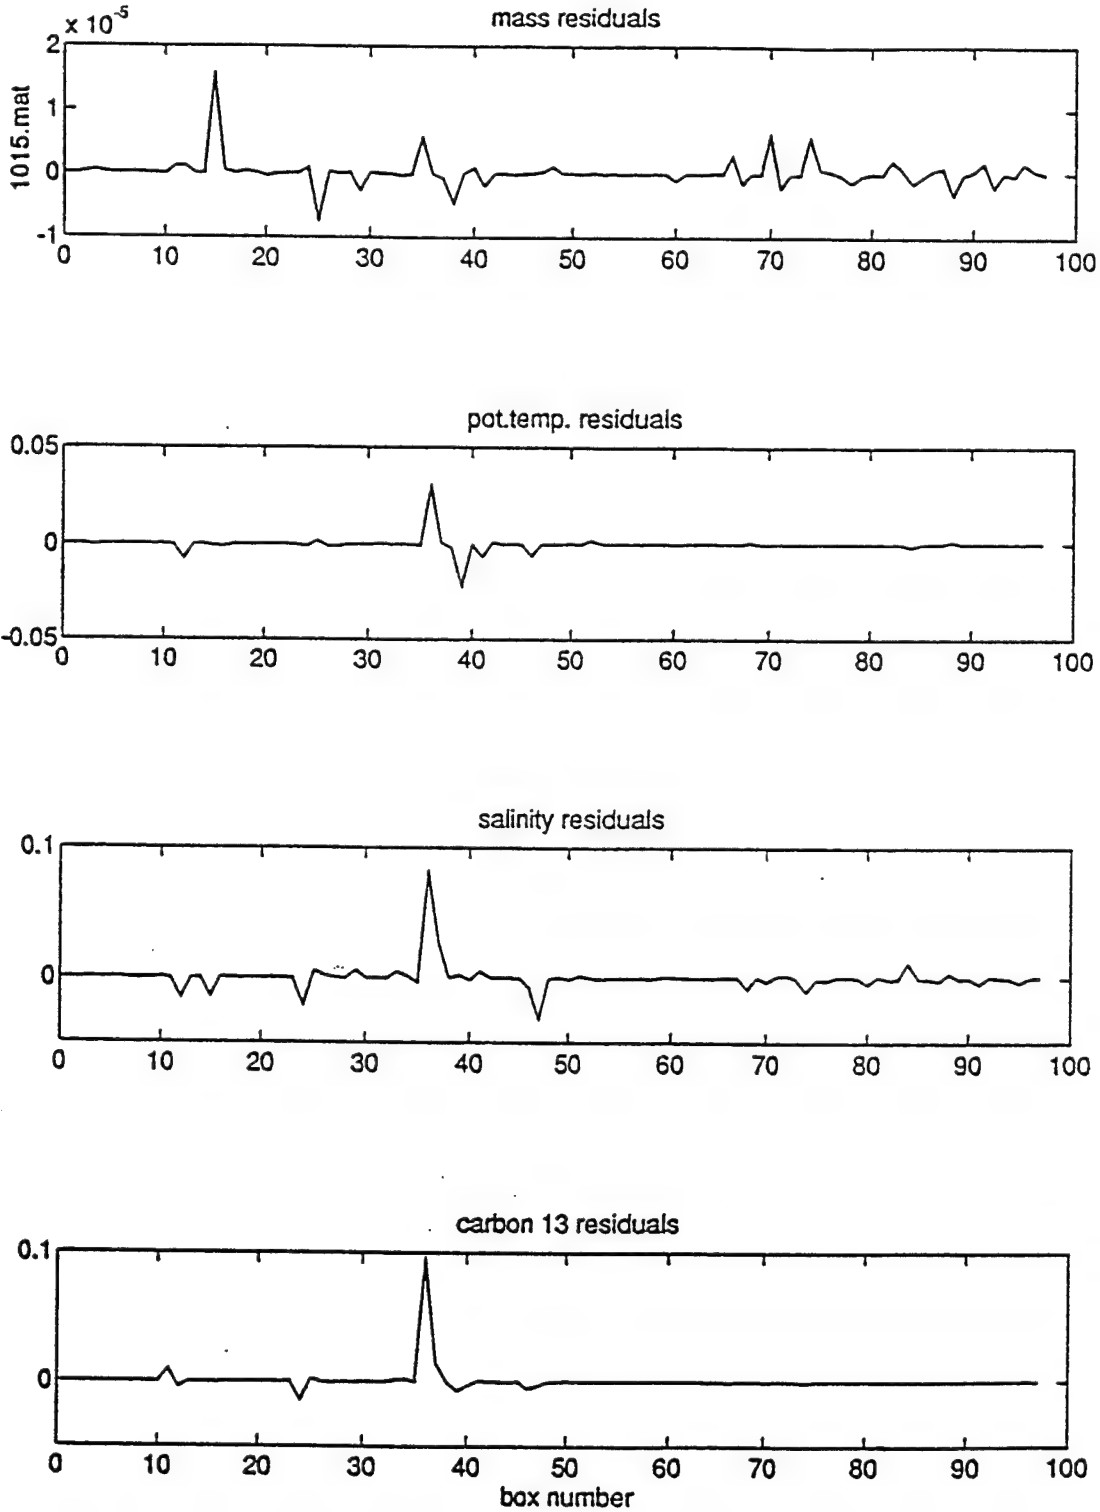 mass residuals
x 10-5
2
1
0
-1
1015.mat
0 10 20 30 40 50 60 70 80 90 100
pot.temp. residuals
0.05
0
-0.05
0 10 20 30 40 50 60 70 80 90 100
salinity residuals
0.1
0
0 10 20 30 40 50 60 70 80 90 100
carbon 13 residuals
0.1
0
0 10 20 30 40 50 60 70 80 90 100
box number